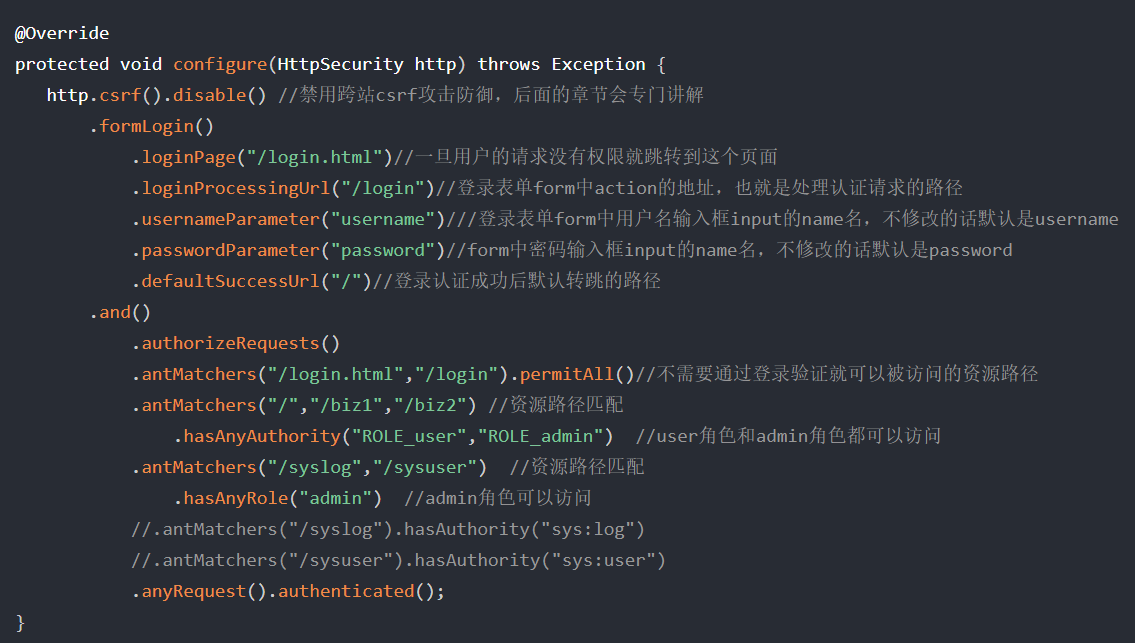 @Override
protected void configure(HttpSecurity http) throws Exception {
   http.csrf().disable() //禁用跨站csrf攻击防御，后面的章节会专门讲解
       .formLogin()
           .loginPage("/login.html")//一旦用户的请求没有权限就跳转到这个页面
           .loginProcessingUrl("/login")//登录表单form中action的地址，也就是处理认证请求的路径
           .usernameParameter("username")///登录表单form中用户名输入框input的name名，不修改的话默认是username
           .passwordParameter("password")//form中密码输入框input的name名，不修改的话默认是password
           .defaultSuccessUrl("/")//登录认证成功后默认转跳的路径
       .and()
           .authorizeRequests()
           .antMatchers("/login.html","/login").permitAll()//不需要通过登录验证就可以被访问的资源路径
           .antMatchers("/","/biz1","/biz2") //资源路径匹配
               .hasAnyAuthority("ROLE_user","ROLE_admin")  //user角色和admin角色都可以访问
           .antMatchers("/syslog","/sysuser")  //资源路径匹配
               .hasAnyRole("admin")  //admin角色可以访问
           //.antMatchers("/syslog").hasAuthority("sys:log")
           //.antMatchers("/sysuser").hasAuthority("sys:user")
           .anyRequest().authenticated();
}